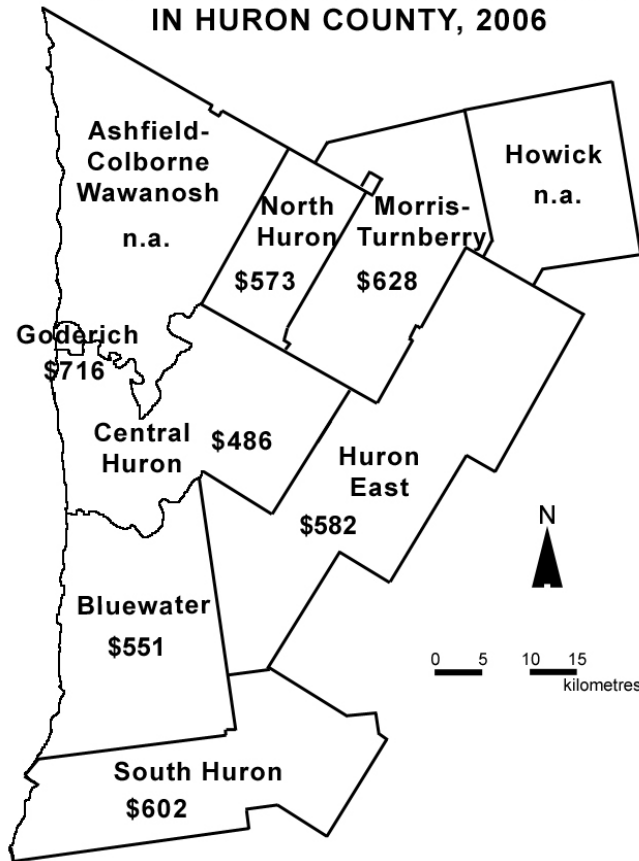 IN HURON COUNTY, 2006
Ashfield-
Colborne
Wawanosh
n.a.
Howick
n.a.
North
Huron
$573
Morris-
Turnberry
$628
Goderich
$716
Central
Huron
$486
Huron
East
$582
N
Bluewater
$551
0 5 10 15
kilometres
South Huron
$602